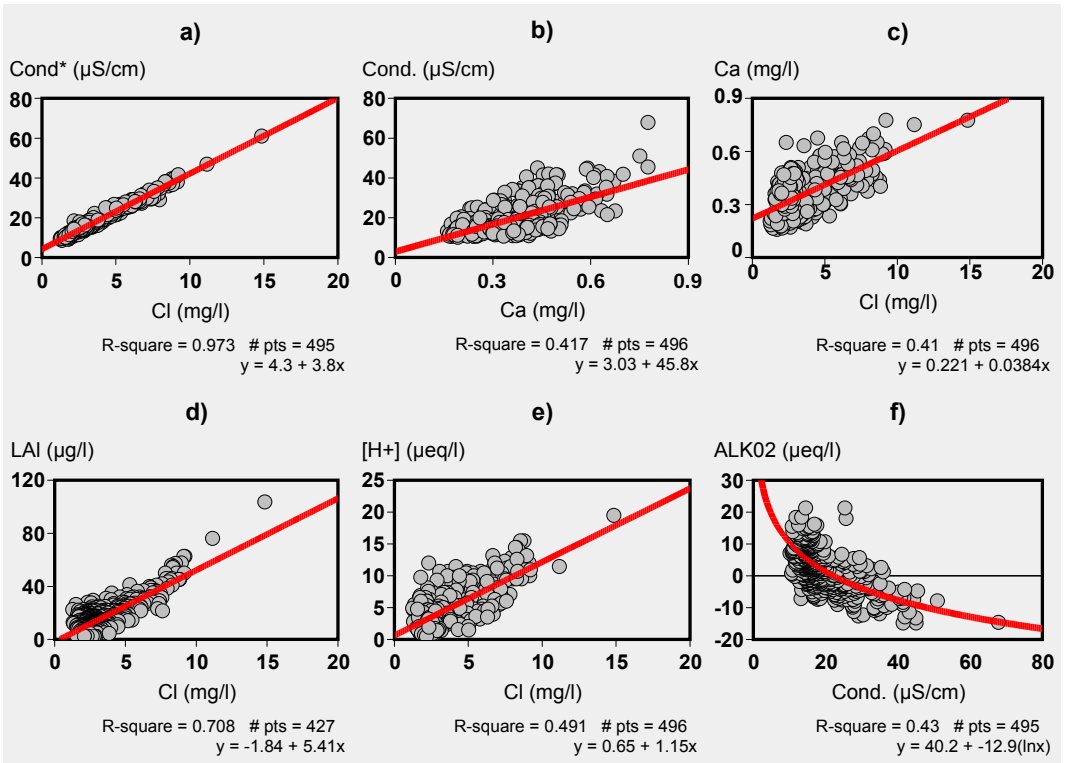 a)
Cond* (µS/cm)
80
60
40
20
0
0 5 10 15 20
Cl (mg/l)
R-square = 0.973 # pts = 495
y = 4.3 + 3.8x
b)
Cond. (µS/cm)
80
60
40
20
0
0 0.3 0.6 0.9
Ca (mg/l)
R-square = 0.417 # pts = 496
y = 3.03 + 45.8x
c)
Ca (mg/l)
0.9
0.6
0.3
0
0 5 10 15 20
Cl (mg/l)
R-square = 0.41 # pts = 496
y = 0.221 + 0.0384x
d)
LAl (µg/l)
120
80
40
0
0 5 10 15 20
Cl (mg/l)
R-square = 0.708 # pts = 427
y = -1.84 + 5.41x
e)
[H+] (µeq/l)
25
20
15
10
5
0
0 5 10 15 20
Cl (mg/l)
R-square = 0.491 # pts = 496
y = 0.65 + 1.15x
f)
ALK02 (µeq/l)
30
20
10
0
-10
-20
0 20 40 60 80
Cond. (µS/cm)
R-square = 0.43 # pts = 495
y = 40.2 + -12.9(lnx)